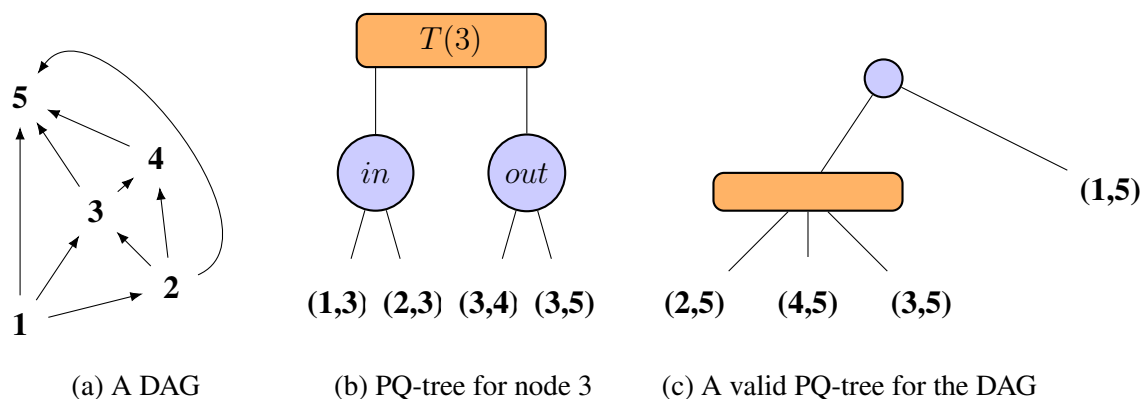 5
4
3
2
1
(a) A DAG
T(3)
in out
(1,3) (2,3) (3,4) (3,5)
(b) PQ-tree for node 3
(1,5)
(2,5) (4,5) (3,5)
(c) A valid PQ-tree for the DAG